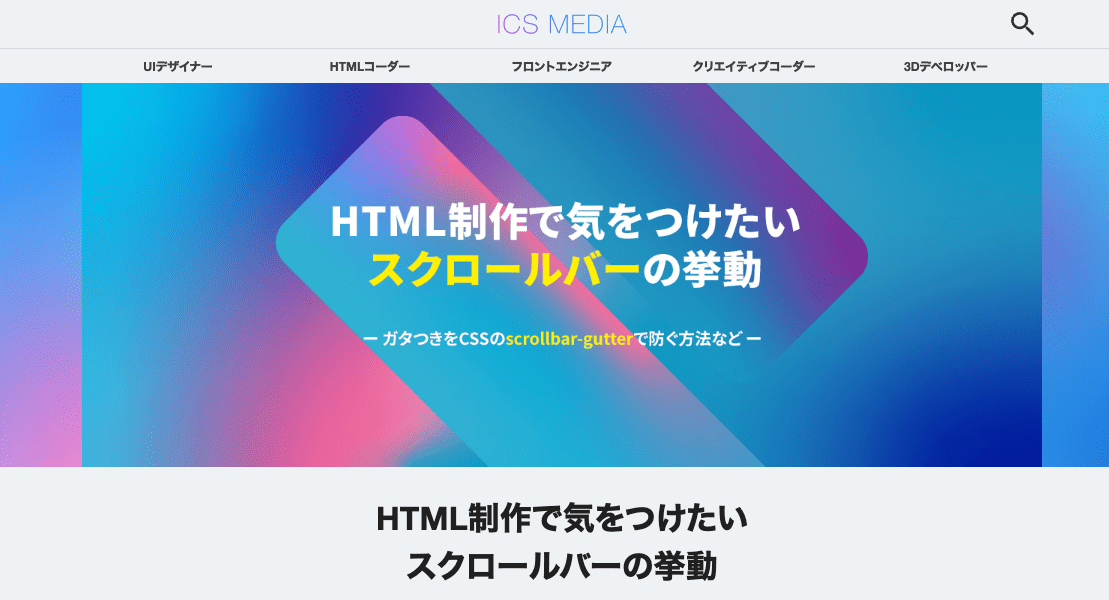 ICS MEDIA
UIデザイナー
HTMLコーダー
フロントエンジニア
クリエイティブコーダー
3Dデベロッパー
HTML制作で気をつけたい
スクロールバーの挙動
ー ガタつきをCSSのscrollbar-gutterで防ぐ方法など ー
HTML制作で気をつけたい
スクロールバーの挙動